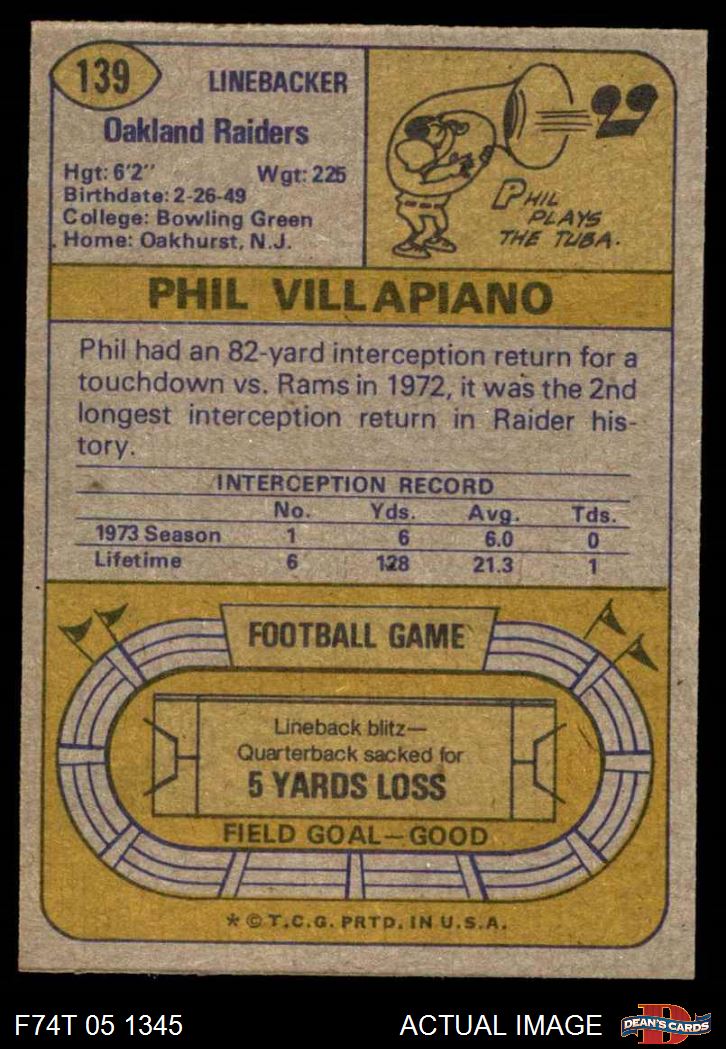 139
LINEBACKER
Oakland Raiders
Hgt: 6'2" Wgt: 225
Birthdate: 2-26-49
College: Bowling Green
Home: Oakhurst, N.J.
PHIL
PLAYS
THE TUBA.
PHIL VILLAPIANO
Phil had an 82-yard interception return for a
touchdown vs. Rams in 1972, it was the 2nd
longest interception return in Raider his-
tory.
INTERCEPTION RECORD
No. Yds. Avg. Tds.
1973 Season 1 6 6.0 0
Lifetime 6 128 21.3 1
FOOTBALL GAME
Lineback blitz—
Quarterback sacked for
5 YARDS LOSS
FIELD GOAL—GOOD
* © T.C.G. PRTD. IN U.S.A.
F74T 05 1345
ACTUAL IMAGE
D
DEAN'S CARDS